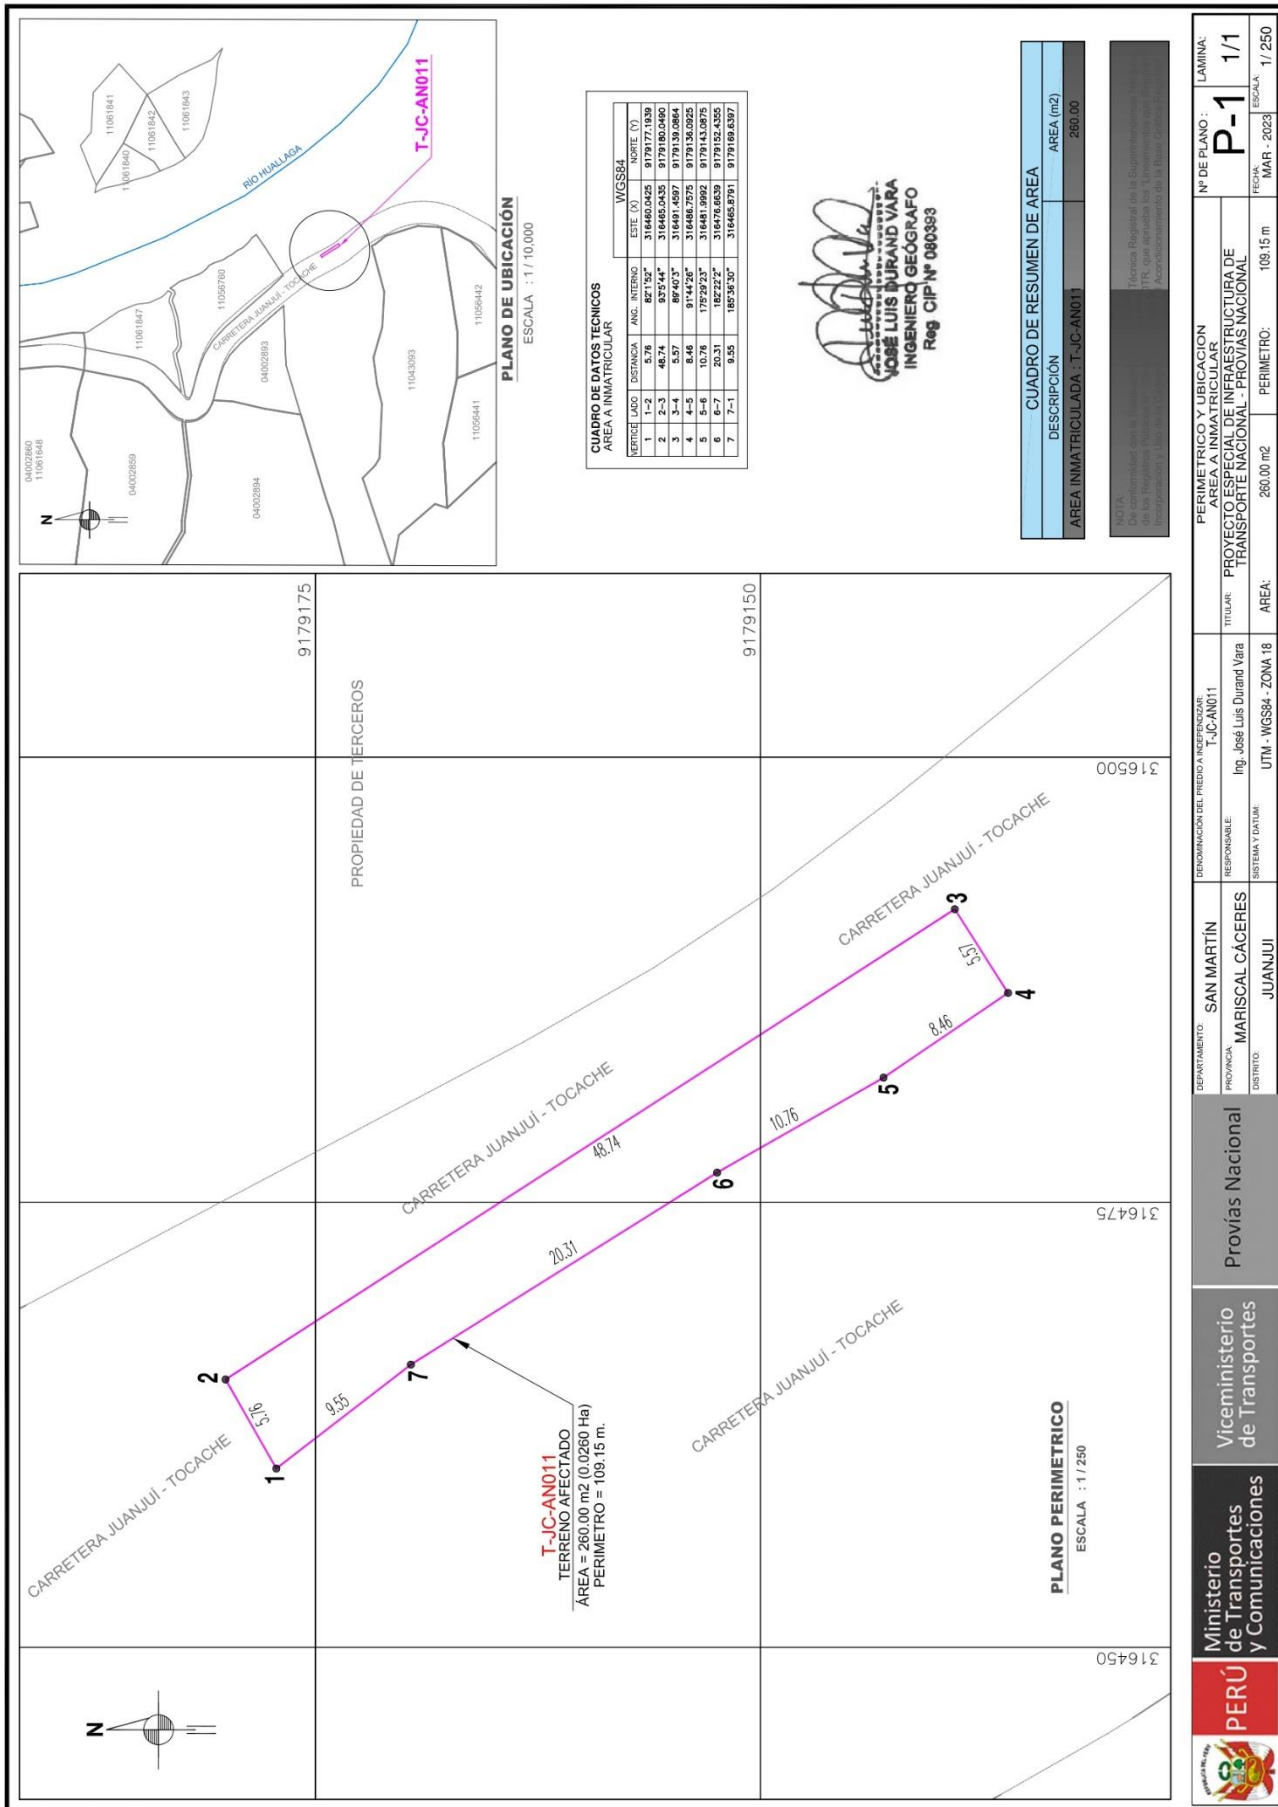 N
CARRETERA JUANJUÍ - TOCACHE
CARRETERA JUANJUÍ - TOCACHE
CARRETERA JUANJUÍ - TOCACHE
CARRETERA JUANJUÍ - TOCACHE
PROPIEDAD DE TERCEROS
9179175
9179150
316450
316475
316500
1
2
3
4
5
6
7
5.76
48.74
5.57
8.46
10.76
20.31
9.55
T-JC-AN011
TERRENO AFECTADO
ÁREA = 260.00 m2 (0.0260 Ha)
PERIMETRO = 109.15 m.
PLANO PERIMETRICO
ESCALA : 1 / 250
N
04002860
11061648
04002859
04002894
11061847
11056760
04002893
CARRETERA JUANJUÍ - TOCACHE
11043093
11056441
11056442
11061840
11061841
11061842
11061843
RÍO HUALLAGA
T-JC-AN011
PLANO DE UBICACIÓN
ESCALA : 1 / 10,000
CUADRO DE DATOS TECNICOS
AREA A INMATRICULAR
WGS84
VERTICE LADO DISTANCIA ANG. INTERNO ESTE (X) NORTE (Y)
1 1-2 5.76 82°1'52" 316460.0425 9179177.1939
2 2-3 48.74 93°5'44" 316465.0435 9179180.0490
3 3-4 5.57 89°40'3" 316491.4597 9179139.0864
4 4-5 8.46 91°44'26" 316486.7575 9179136.0925
5 5-6 10.76 175°29'23" 316481.9992 9179143.0875
6 6-7 20.31 182°22'2" 316476.6639 9179152.4355
7 7-1 9.55 185°36'30" 316465.8791 9179169.6397
JOSÉ LUIS DURAND VARA
INGENIERO GEÓGRAFO
Reg. CIP Nº 080393
CUADRO DE RESUMEN DE AREA
DESCRIPCIÓN AREA (m2)
AREA INMATRICULADA : T-JC-AN011 260.00
NOTA
PERÚ
Ministerio
de Transportes
y Comunicaciones
Viceministerio
de Transportes
Provías Nacional
DEPARTAMENTO:
SAN MARTÍN
PROVINCIA:
MARISCAL CÁCERES
DISTRITO:
JUANJUI
DENOMINACIÓN DEL PREDIO A INDEPENDIZAR:
T-JC-AN011
RESPONSABLE:
Ing. José Luis Durand Vara
SISTEMA Y DATUM:
UTM - WGS84 - ZONA 18
PERIMETRICO Y UBICACION
AREA A INMATRICULAR
TITULAR: PROYECTO ESPECIAL DE INFRAESTRUCTURA DE
TRANSPORTE NACIONAL - PROVIAS NACIONAL
AREA: 260.00 m2 PERIMETRO: 109.15 m
Nº DE PLANO :
P-1
LAMINA:
1/1
FECHA:
MAR - 2023
ESCALA:
1/ 250